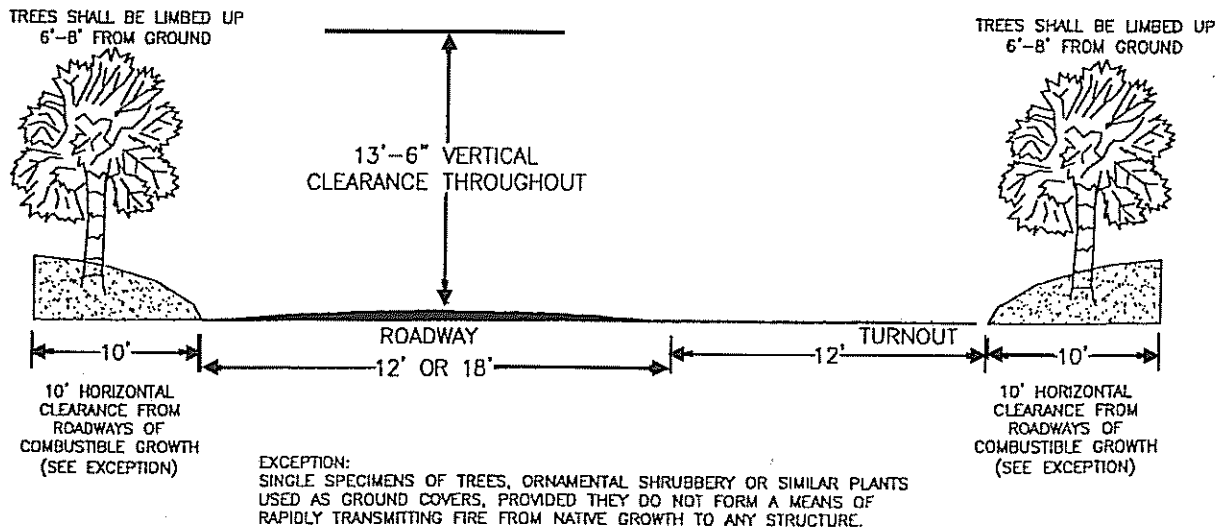 TREES SHALL BE LIMBED UP
6'-8' FROM GROUND
TREES SHALL BE LIMBED UP
6'-8' FROM GROUND
13'-6" VERTICAL
CLEARANCE THROUGHOUT
ROADWAY
TURNOUT
10'
12' OR 18'
12'
10'
10' HORIZONTAL
CLEARANCE FROM
ROADWAYS OF
COMBUSTIBLE GROWTH
(SEE EXCEPTION)
10' HORIZONTAL
CLEARANCE FROM
ROADWAYS OF
COMBUSTIBLE GROWTH
(SEE EXCEPTION)
EXCEPTION:
SINGLE SPECIMENS OF TREES, ORNAMENTAL SHRUBBERY OR SIMILAR PLANTS
USED AS GROUND COVERS, PROVIDED THEY DO NOT FORM A MEANS OF
RAPIDLY TRANSMITTING FIRE FROM NATIVE GROWTH TO ANY STRUCTURE.